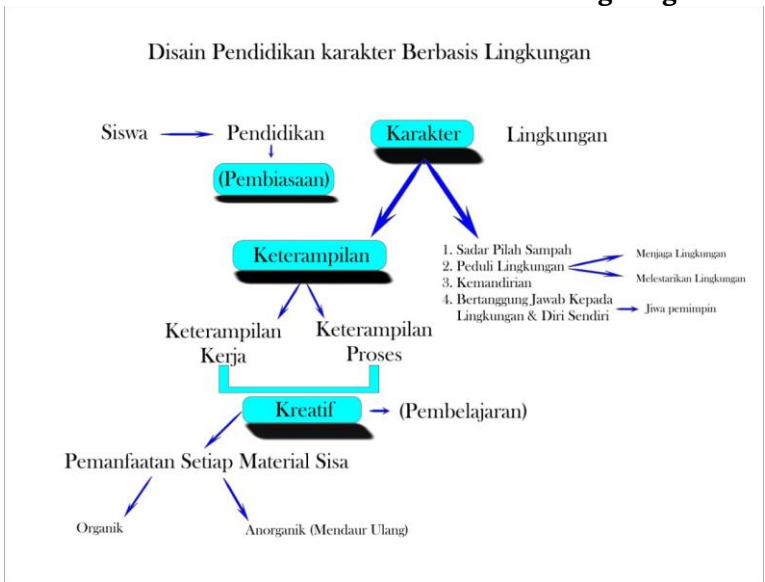 Disain Pendidikan karakter Berbasis Lingkungan
Siswa
Pendidikan
Karakter
Lingkungan
(Pembiasaan)
Keterampilan
1. Sadar Pilah Sampah
2. Peduli Lingkungan
3. Kemandirian
4. Bertanggung Jawab Kepada
Lingkungan & Diri Sendiri
Menjaga Lingkungan
Melestarikan Lingkungan
Jiwa pemimpin
Keterampilan
Kerja
Keterampilan
Proses
Kreatif
(Pembelajaran)
Pemanfaatan Setiap Material Sisa
Organik
Anorganik (Mendaur Ulang)